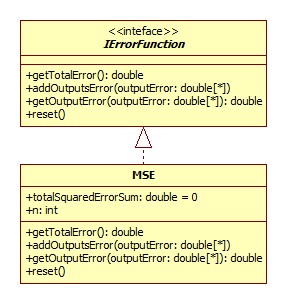 <<inteface>>
IErrorFunction
+getTotalError(): double
+addOutputsError(outputError: double[*])
+getOutputError(outputError: double[*]): double
+reset()
MSE
+totalSquaredErrorSum: double = 0
+n: int
+getTotalError(): double
+addOutputsError(outputError: double[*])
+getOutputError(outputError: double[*]): double
+reset()